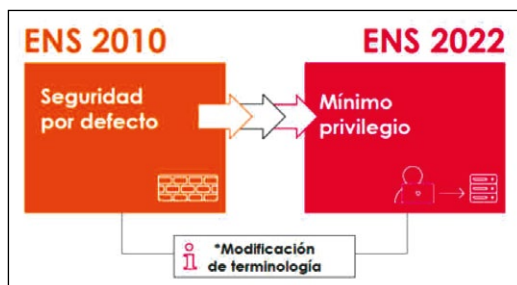 ENS 2010
ENS 2022
Seguridad
por defecto
Mínimo
privilegio
*Modificación
de terminología